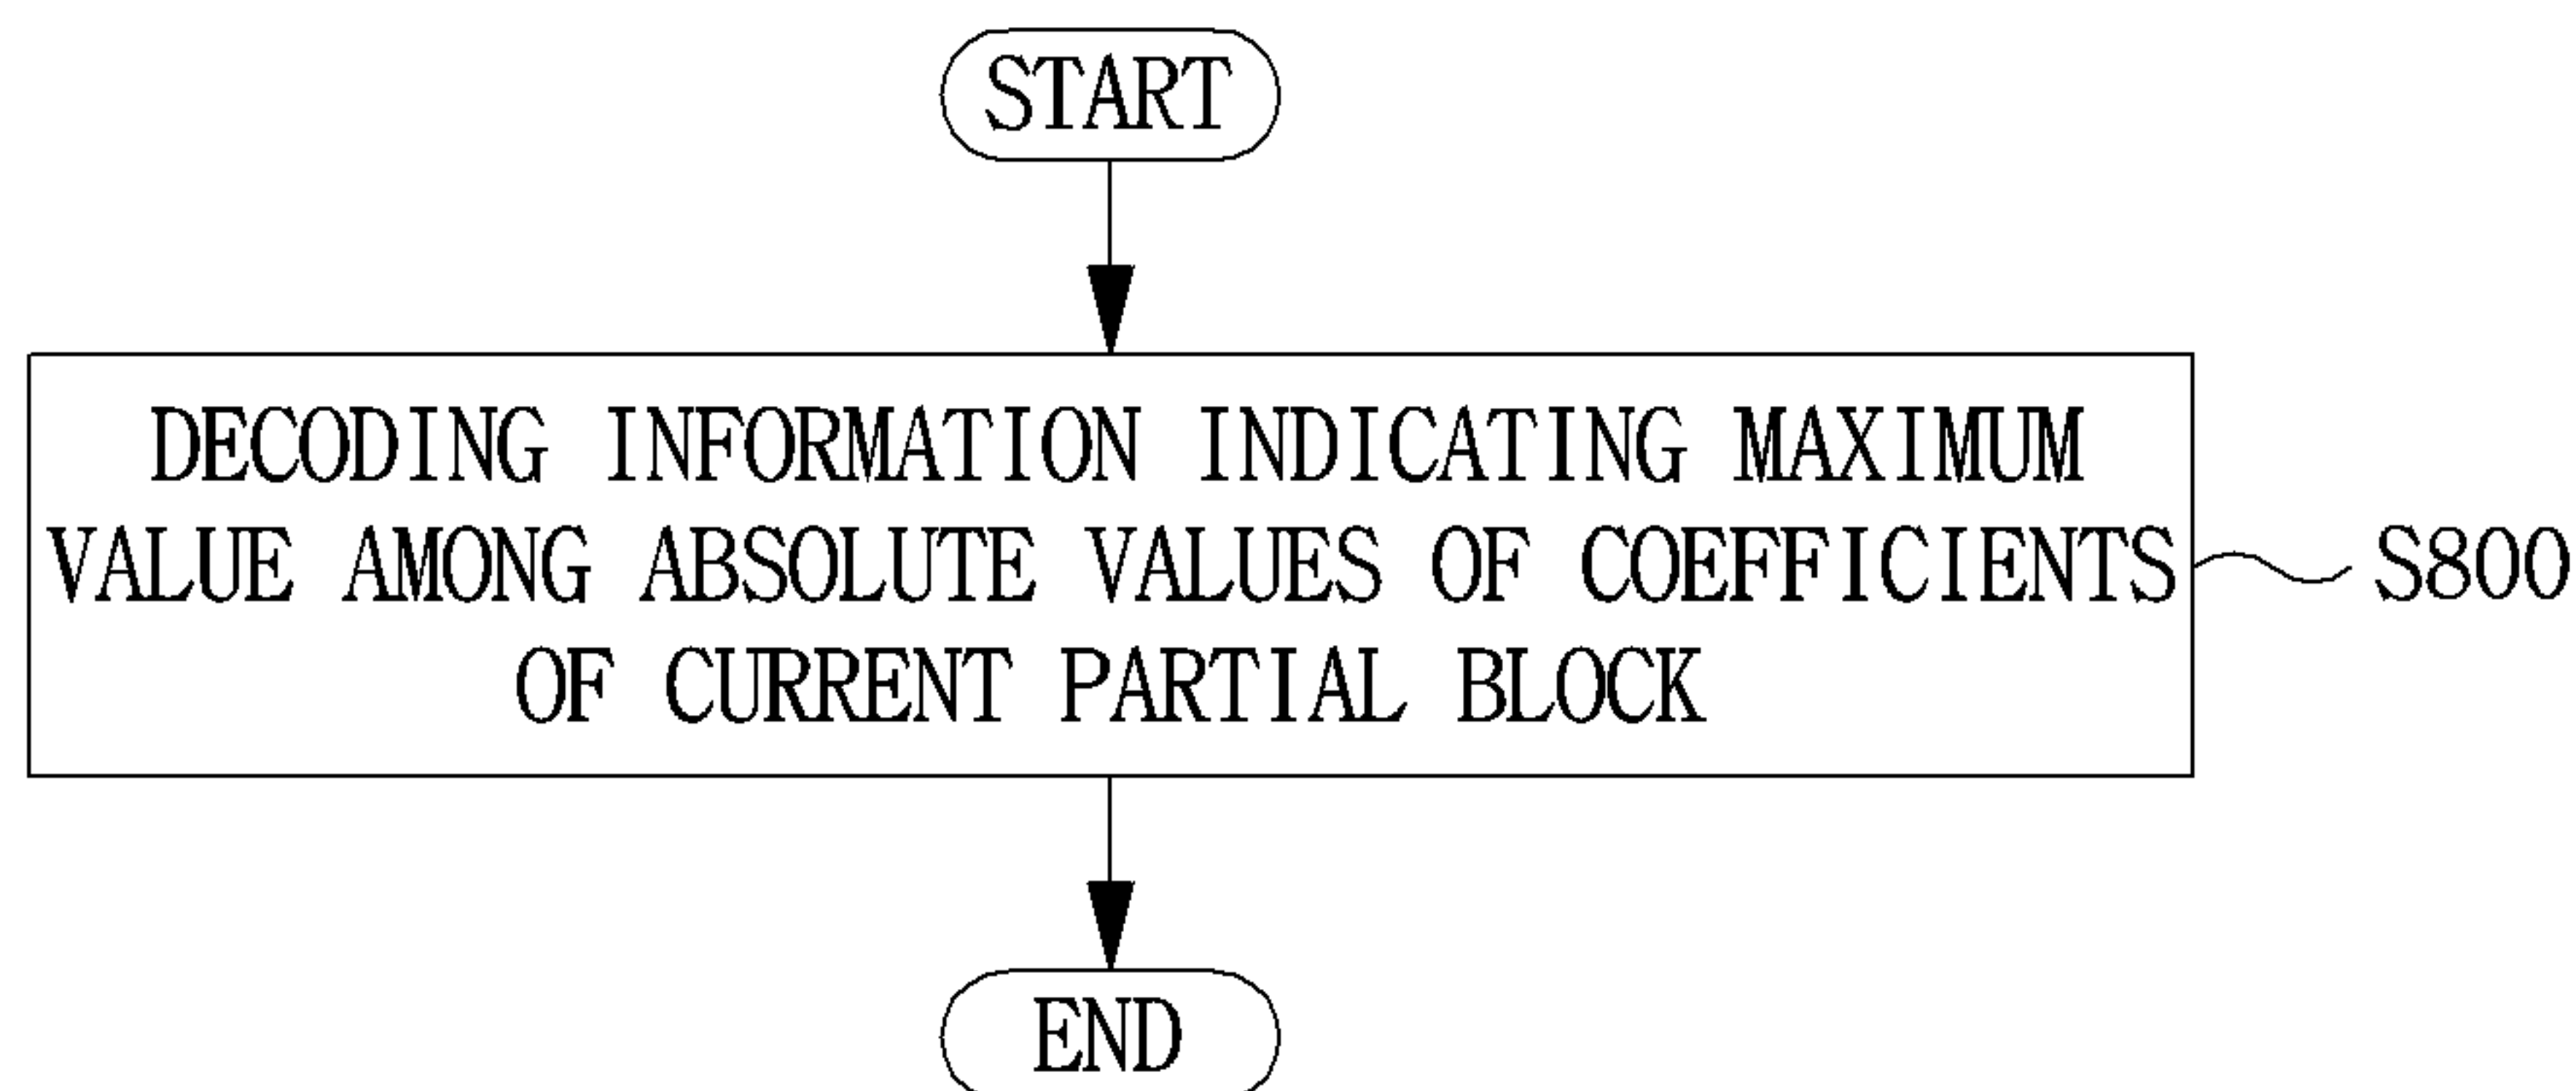 START
DECODING INFORMATION INDICATING MAXIMUM
VALUE AMONG ABSOLUTE VALUES OF COEFFICIENTS
OF CURRENT PARTIAL BLOCK
S800
END